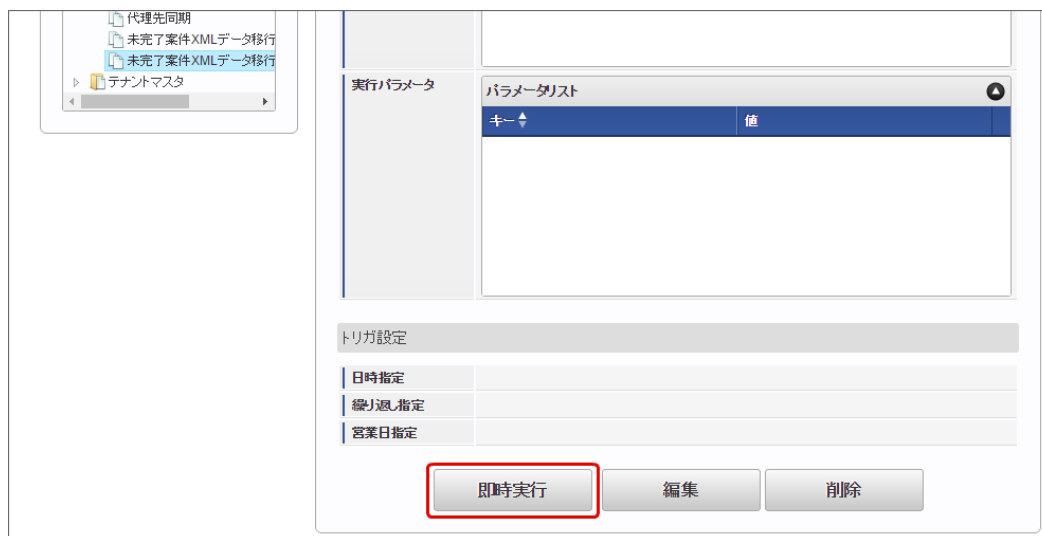 代理先同期
未完了案件XMLデータ移行
未完了案件XMLデータ移行
テナントマスタ
実行パラメータ
パラメータリスト
キー
値
トリガ設定
日時指定
繰り返し指定
営業日指定
即時実行
編集
削除